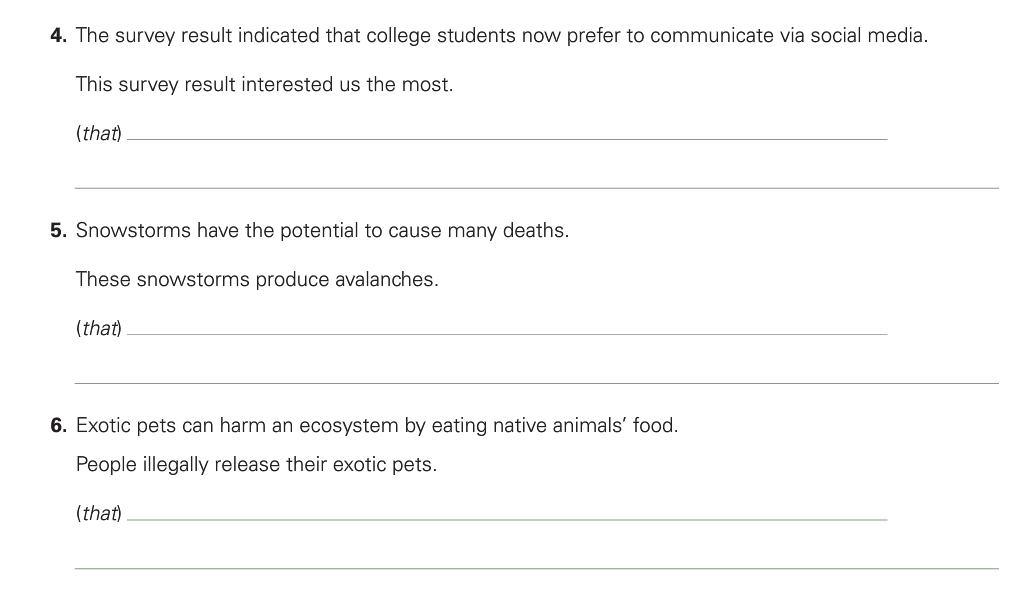 4. The survey result indicated that college students now prefer to communicate via social media.
This survey result interested us the most.
(that)
5. Snowstorms have the potential to cause many deaths.
These snowstorms produce avalanches.
(that)
6. Exotic pets can harm an ecosystem by eating native animals’ food.
People illegally release their exotic pets.
(that)